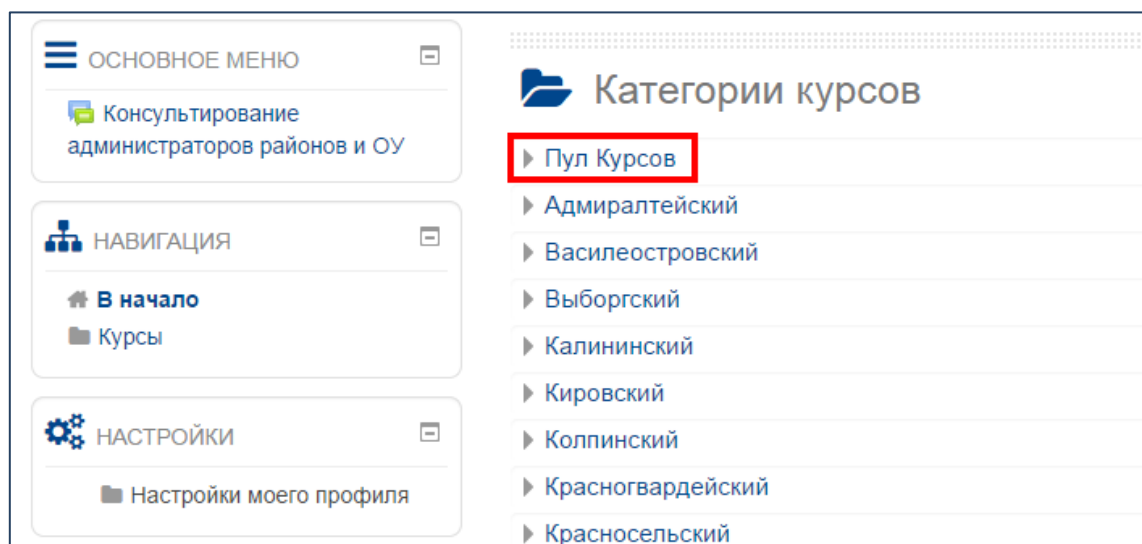 ОСНОВНОЕ МЕНЮ
Консультирование
администраторов районов и ОУ
НАВИГАЦИЯ
В начало
Курсы
НАСТРОЙКИ
Настройки моего профиля
Категории курсов
Пул Курсов
Адмиралтейский
Василеостровский
Выборгский
Калининский
Кировский
Колпинский
Красногвардейский
Красносельский